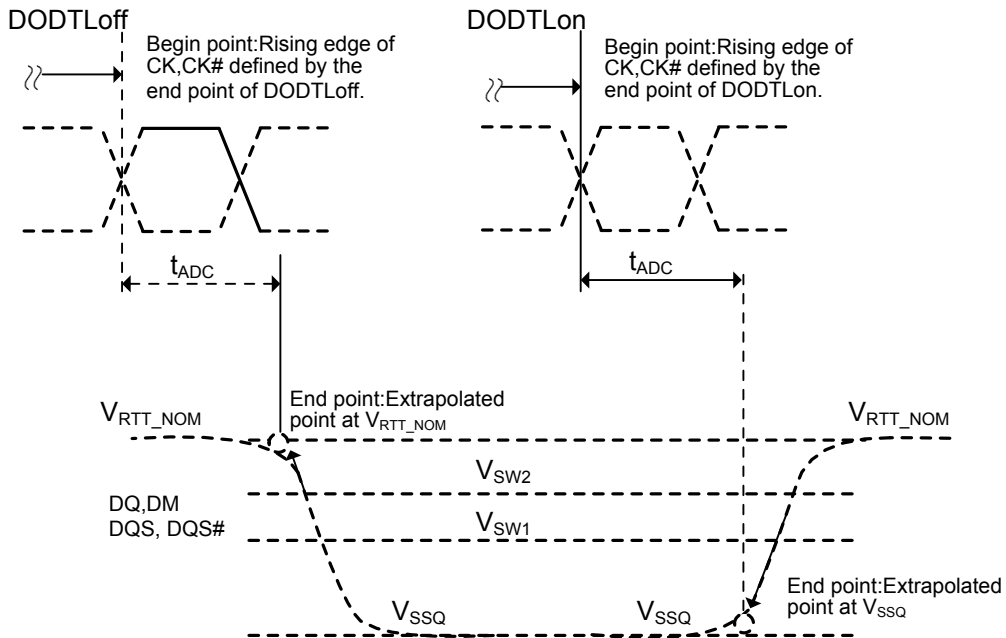 DODTLoff
Begin point:Rising edge of
CK,CK# defined by the
end point of DODTLoff.
DODTLon
Begin point:Rising edge of
CK,CK# defined by the
end point of DODTLon.
tADC
tADC
End point:Extrapolated
point at VRTT_NOM
VRTT_NOM
VRTT_NOM
VSW2
DQ,DM
DQS, DQS#
VSW1
VSSQ
VSSQ
End point:Extrapolated
point at VSSQ